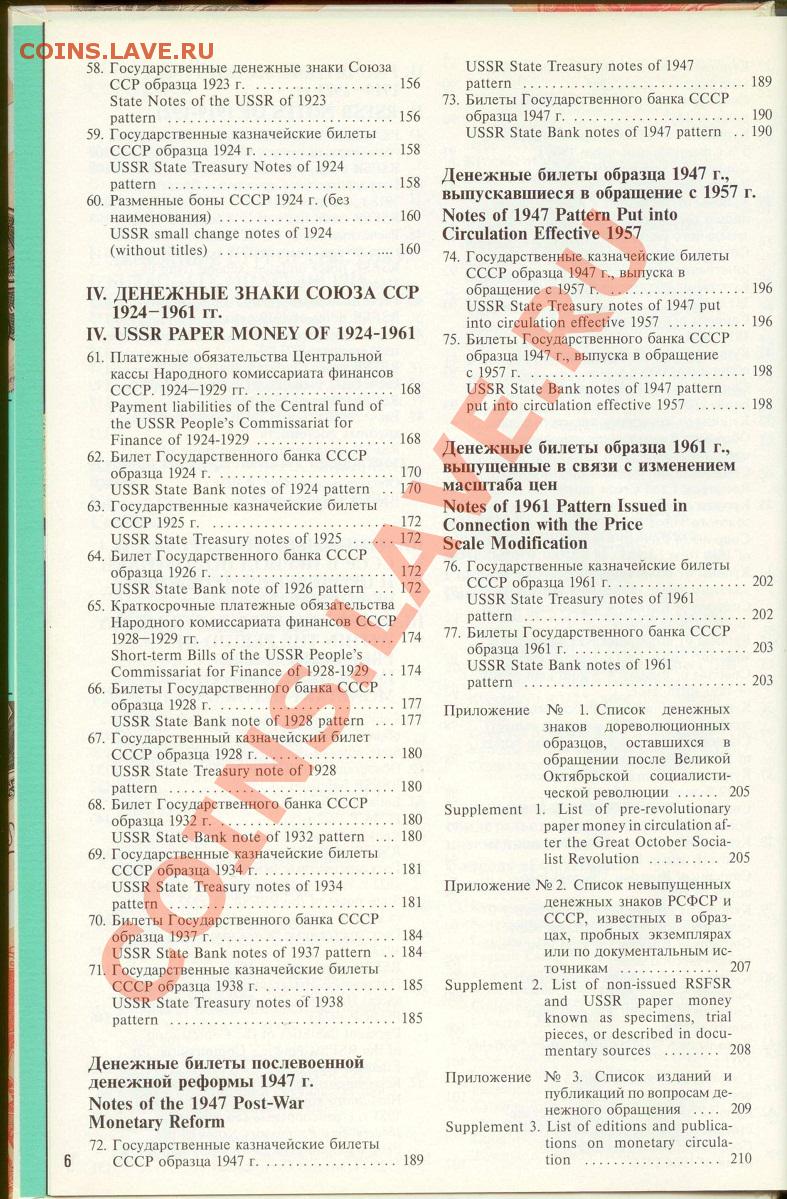 COINS.LAVE.RU
58. Государственные денежные знаки Союза
ССР образца 1923 г. .................. 156
State Notes of the USSR of 1923
pattern .............................. 156
59. Государственные казначейские билеты
СССР образца 1924 г. .................. 158
USSR State Treasury Notes of 1924
pattern .............................. 158
60. Разменные боны СССР 1924 г. (без
наименования) ....................... 160
USSR small change notes of 1924
(without titles) ..................... .... 160
IV. ДЕНЕЖНЫЕ ЗНАКИ СОЮЗА ССР
1924—1961 гг.
IV. USSR PAPER MONEY OF 1924-1961
61. Платежные обязательства Центральной
кассы Народного комиссариата финансов
СССР. 1924—1929 гг. .................. 168
Payment liabilities of the Central fund of
the USSR People's Commissariat for
Finance of 1924-1929 .................. 168
62. Билет Государственного банка СССР
образца 1924 г. ....................... 170
USSR State Bank notes of 1924 pattern .. 170
63. Государственные казначейские билеты
СССР 1925 г. ........................ 172
USSR State Treasury notes of 1925 ...... 172
64. Билет Государственного банка СССР
образца 1926 г. ....................... 172
USSR State Bank note of 1926 pattern ... 172
65. Краткосрочные платежные обязательства
Народного комиссариата финансов СССР
1928—1929 гг. ........................ 174
Short-term Bills of the USSR People's
Commissariat for Finance of 1928-1929 .. 174
66. Билеты Государственного банка СССР
образца 1928 г. ....................... 177
USSR State Bank note of 1928 pattern ... 177
67. Государственный казначейский билет
СССР образца 1928 г. .................. 180
USSR State Treasury note of 1928
pattern .............................. 180
68. Билет Государственного банка СССР
образца 1932 г. ....................... 180
USSR State Bank note of 1932 pattern ... 180
69. Государственные казначейские билеты
СССР образца 1934 г. .................. 181
USSR State Treasury notes of 1934
pattern .............................. 181
70. Билеты Государственного банка СССР
образца 1937 г. ....................... 184
USSR State Bank notes of 1937 pattern .. 184
71. Государственные казначейские билеты
СССР образца 1938 г. .................. 185
USSR State Treasury notes of 1938
pattern .............................. 185
Денежные билеты послевоенной
денежной реформы 1947 г.
Notes of the 1947 Post-War
Monetary Reform
72. Государственные казначейские билеты
СССР образца 1947 г. .................. 189
6
USSR State Treasury notes of 1947
pattern .............................. 189
73. Билеты Государственного банка СССР
образца 1947 г. ....................... 190
USSR State Bank notes of 1947 pattern .. 190
Денежные билеты образца 1947 г.,
выпускавшиеся в обращение с 1957 г.
Notes of 1947 Pattern Put into
Circulation Effective 1957
74. Государственные казначейские билеты
СССР образца 1947 г., выпуска в
обращение с 1957 г. ................... 196
USSR State Treasury notes of 1947 put
into circulation effective 1957 ........... 196
75. Билеты Государственного банка СССР
образца 1947 г., выпуска в обращение
с 1957 г. ............................. 198
USSR State Bank notes of 1947 pattern
put into circulation effective 1957 ....... 198
Денежные билеты образца 1961 г.,
выпущенные в связи с изменением
масштаба цен
Notes of 1961 Pattern Issued in
Connection with the Price
Scale Modification
76. Государственные казначейские билеты
СССР образца 1961 г. .................. 202
USSR State Treasury notes of 1961
pattern .............................. 202
77. Билеты Государственного банка СССР
образца 1961 г. ....................... 203
USSR State Bank notes of 1961
pattern .............................. 203
Приложение № 1. Список денежных
знаков дореволюционных
образцов, оставшихся в
обращении после Великой
Октябрьской социалисти-
ческой революции ...... 205
Supplement 1. List of pre-revolutionary
paper money in circulation af-
ter the Great October Socia-
list Revolution .......... 205
Приложение № 2. Список невыпущенных
денежных знаков РСФСР и
СССР, известных в образ-
цах, пробных экземплярах
или по документальным ис-
точникам .............. 207
Supplement 2. List of non-issued RSFSR
and USSR paper money
known as specimens, trial
pieces, or described in docu-
mentary sources ........ 208
Приложение № 3. Список изданий и
публикаций по вопросам де-
нежного обращения .... 209
Supplement 3. List of editions and publica-
tions on monetary circula-
tion ................... 210
COINS.LAVE.RU